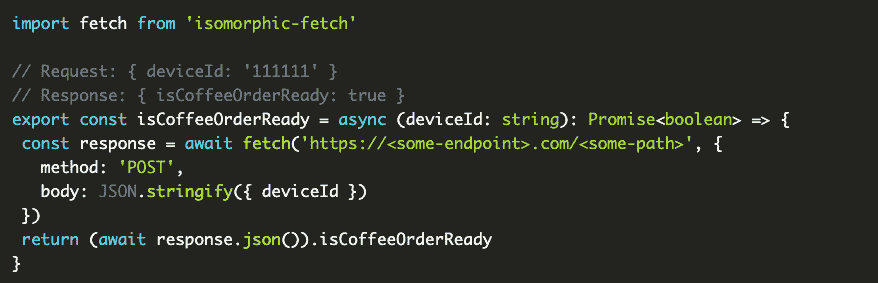 import fetch from 'isomorphic-fetch'
// Request: { deviceId: '111111' }
// Response: { isCoffeeOrderReady: true }
export const isCoffeeOrderReady = async (deviceId: string): Promise<boolean> => {
const response = await fetch('https://<some-endpoint>.com/<some-path>', {
method: 'POST',
body: JSON.stringify({ deviceId })
})
return (await response.json()).isCoffeeOrderReady
}